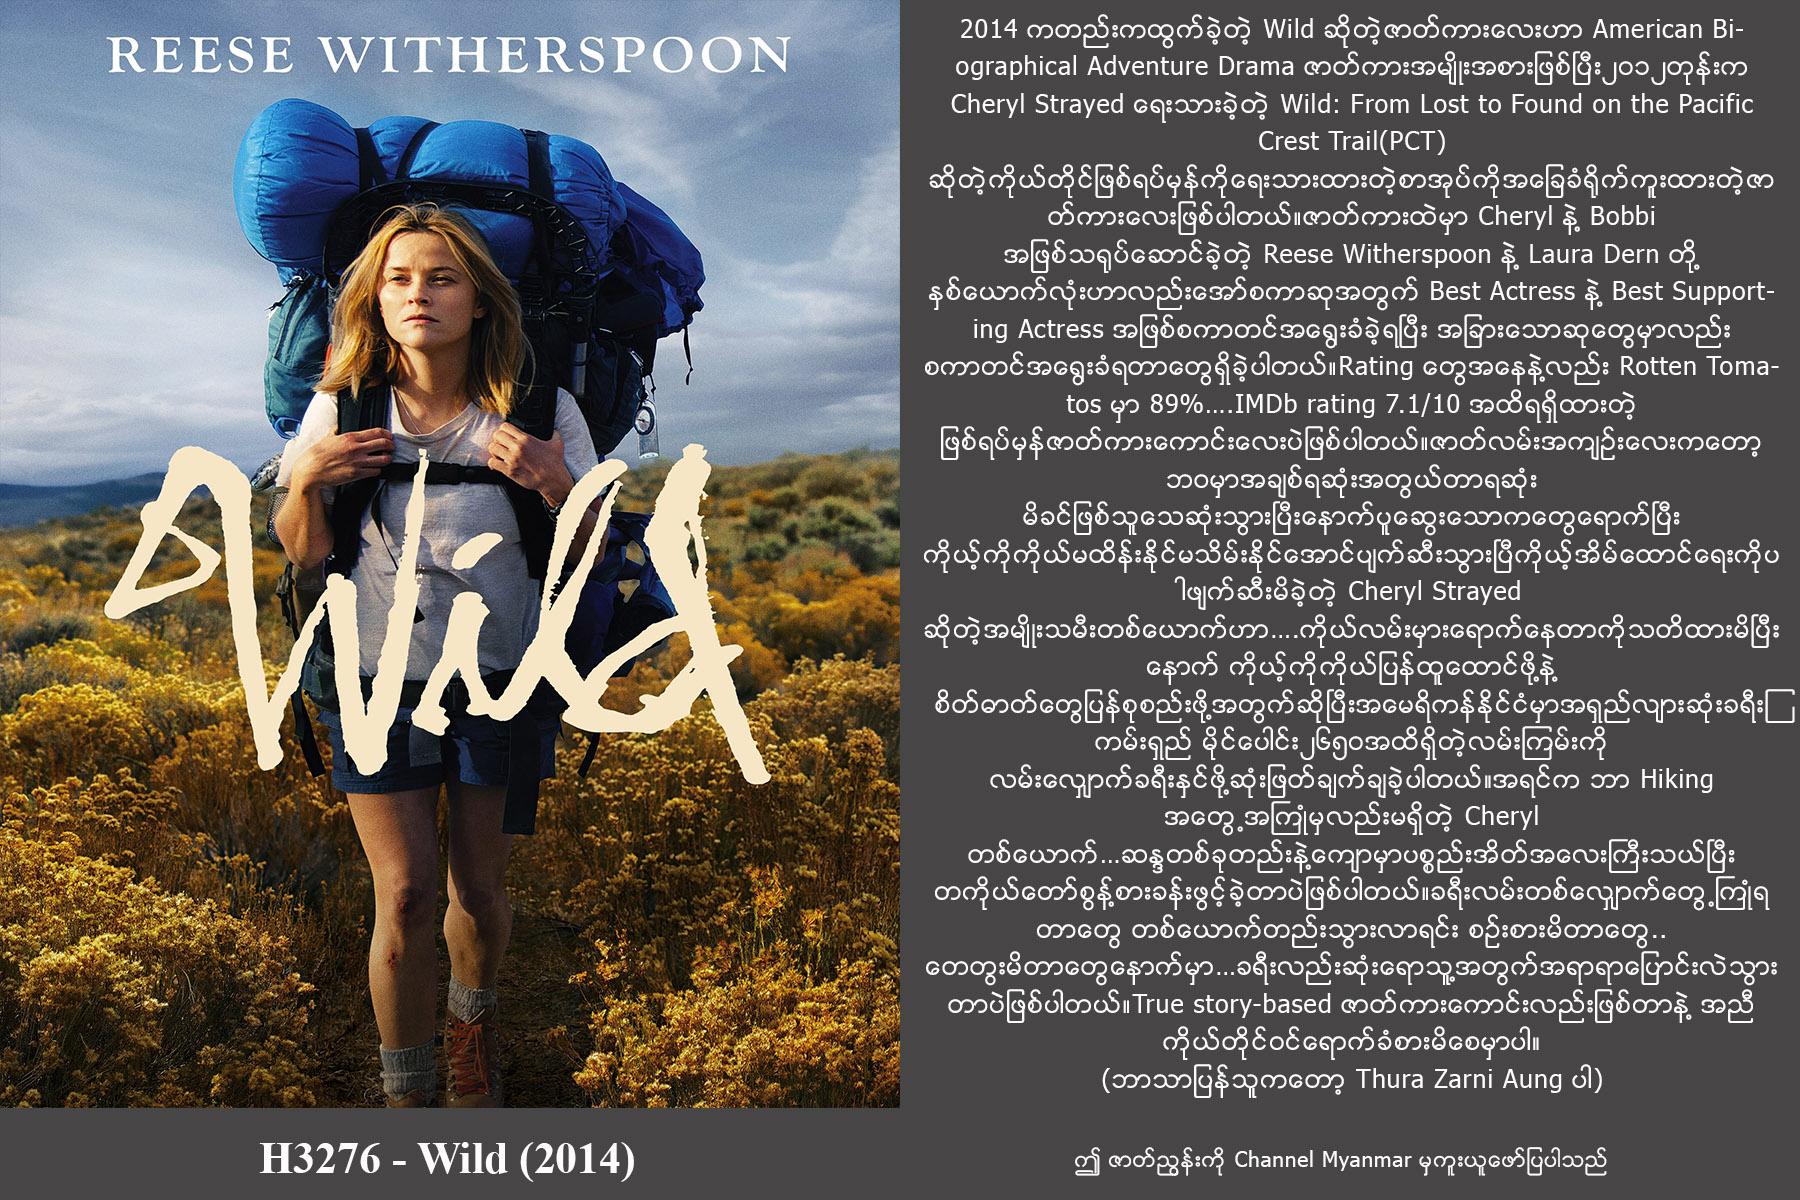 REESE WITHERSPOON
Wild
H3276 - Wild (2014)
2014 ကတည်းကထွက်ခဲ့တဲ့ Wild ဆိုတဲ့ဇာတ်ကားလေးဟာ American Bi-
ographical Adventure Drama ဇာတ်ကားအမျိုးအစားဖြစ်ပြီး၂၀၁၂တုန်းက
Cheryl Strayed ရေးသားခဲ့တဲ့ Wild: From Lost to Found on the Pacific
Crest Trail(PCT)
ဆိုတဲ့ကိုယ်တိုင်ဖြစ်ရပ်မှန်ကိုရေးသားထားတဲ့စာအုပ်ကိုအခြေခံရိုက်ကူးထားတဲ့ဇာ
တ်ကားလေးဖြစ်ပါတယ်။ဇာတ်ကားထဲမှာ Cheryl နဲ့ Bobbi
အဖြစ်သရုပ်ဆောင်ခဲ့တဲ့ Reese Witherspoon နဲ့ Laura Dern တို့
နှစ်ယောက်လုံးဟာလည်းအော်စကာဆုအတွက် Best Actress နဲ့ Best Support-
ing Actress အဖြစ်စကာတင်အရွေးခံခဲ့ရပြီး အခြားသောဆုတွေမှာလည်း
စကာတင်အရွေးခံရတာတွေရှိခဲ့ပါတယ်။Rating တွေအနေနဲ့လည်း Rotten Toma-
tos မှာ 89%….IMDb rating 7.1/10 အထိရရှိထားတဲ့
ဖြစ်ရပ်မှန်ဇာတ်ကားကောင်းလေးပဲဖြစ်ပါတယ်။ဇာတ်လမ်းအကျဉ်းလေးကတော့
ဘဝမှာအချစ်ရဆုံးအတွယ်တာရဆုံး
မိခင်ဖြစ်သူသေဆုံးသွားပြီးနောက်ပူဆွေးသောကတွေရောက်ပြီး
ကိုယ့်ကိုကိုယ်မထိန်းနိုင်မသိမ်းနိုင်အောင်ပျက်ဆီးသွားပြီကိုယ့်အိမ်ထောင်ရေးကိုပ
ါဖျက်ဆီးမိခဲ့တဲ့ Cheryl Strayed
ဆိုတဲ့အမျိုးသမီးတစ်ယောက်ဟာ….ကိုယ်လမ်းမှားရောက်နေတာကိုသတိထားမိပြီး
နောက် ကိုယ့်ကိုကိုယ်ပြန်ထူထောင်ဖို့နဲ့
စိတ်ဓာတ်တွေပြန်စုစည်းဖို့အတွက်ဆိုပြီးအမေရိကန်နိုင်ငံမှာအရှည်လျားဆုံးခရီးကြ
ကမ်းရှည် မိုင်ပေါင်း၂၆၅၀အထိရှိတဲ့လမ်းကြမ်းကို
လမ်းလျှောက်ခရီးနှင်ဖို့ဆုံးဖြတ်ချက်ချခဲ့ပါတယ်။အရင်က ဘာ Hiking
အတွေ့အကြုံမှလည်းမရှိတဲ့ Cheryl
တစ်ယောက်…ဆန္ဒတစ်ခုတည်းနဲ့ကျောမှာပစ္စည်းအိတ်အလေးကြီးသယ်ပြီး
တကိုယ်တော်စွန့်စားခန်းဖွင့်ခဲ့တာပဲဖြစ်ပါတယ်။ခရီးလမ်းတစ်လျှောက်တွေ့ကြုံရ
တာတွေ တစ်ယောက်တည်းသွားလာရင်း စဉ်းစားမိတာတွေ..
တေတွးမိတာတွေနောက်မှာ…ခရီးလည်းဆုံးရောသူ့အတွက်အရာရာပြောင်းလဲသွား
တာပဲဖြစ်ပါတယ်။True story-based ဇာတ်ကားကောင်းလည်းဖြစ်တာနဲ့ အညီ
ကိုယ်တိုင်ဝင်ရောက်ခံစားမိစေမှာပါ။
(ဘာသာပြန်သူကတော့ Thura Zarni Aung ပါ)
ဤ ဇာတ်ညွှန်းကို Channel Myanmar မှကူးယူဖော်ပြပါသည်